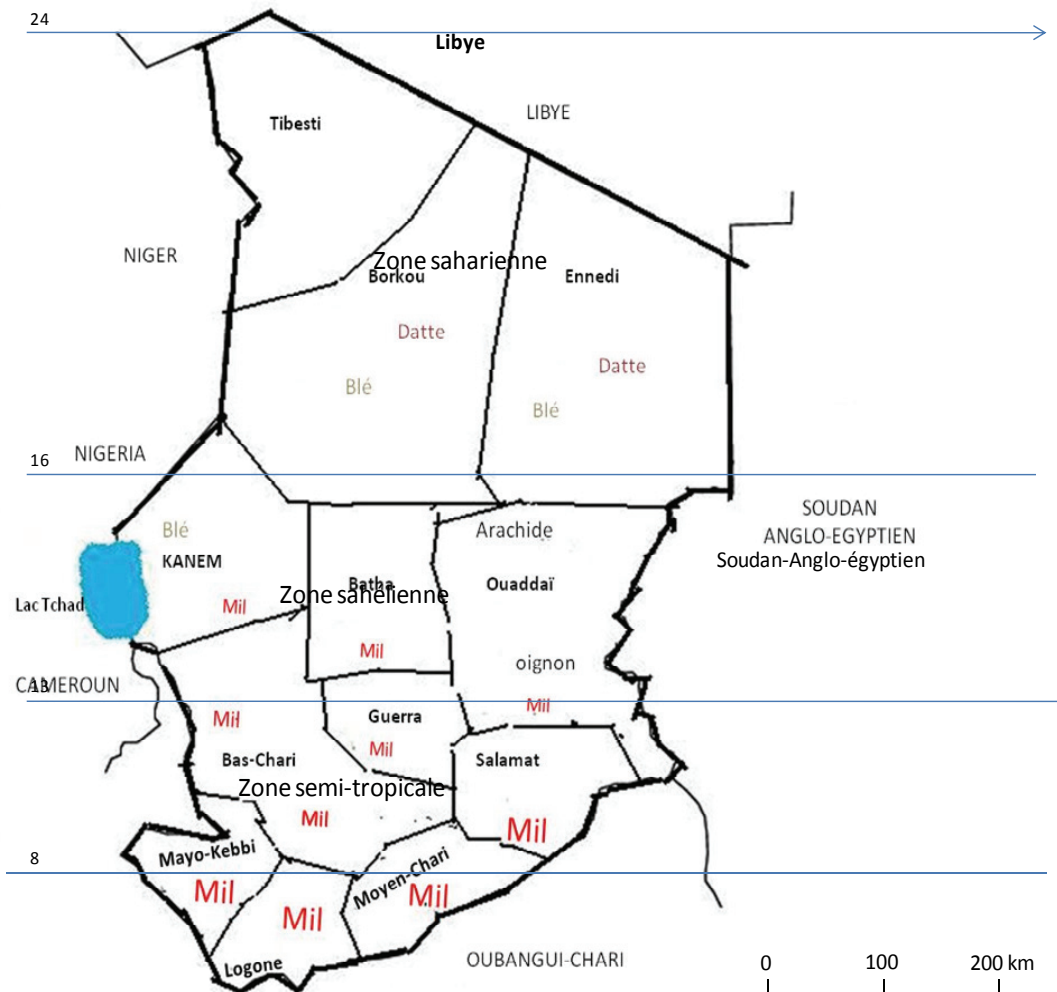 24
Libye
LIBYE
Tibesti
NIGER
Zone saharienne
Borkou
Ennedi
Datte
Datte
Blé
Blé
NIGERIA
16
SOUDAN
ANGLO-EGYPTIEN
Soudan-Anglo-égyptien
Arachide
Blé
KANEM
Batha
Ouaddaï
Zone sahélienne
Lac Tchad
Mil
Mil
oignon
CAMEROUN
13
Mil
Mil
Guerra
Mil
Bas-Chari
Salamat
Zone semi-tropicale
Mil
Mil
Mayo-Kebbi
8
Moyen-Chari
Mil
Mil
Mil
Logone
OUBANGUI-CHARI
0 100 200 km